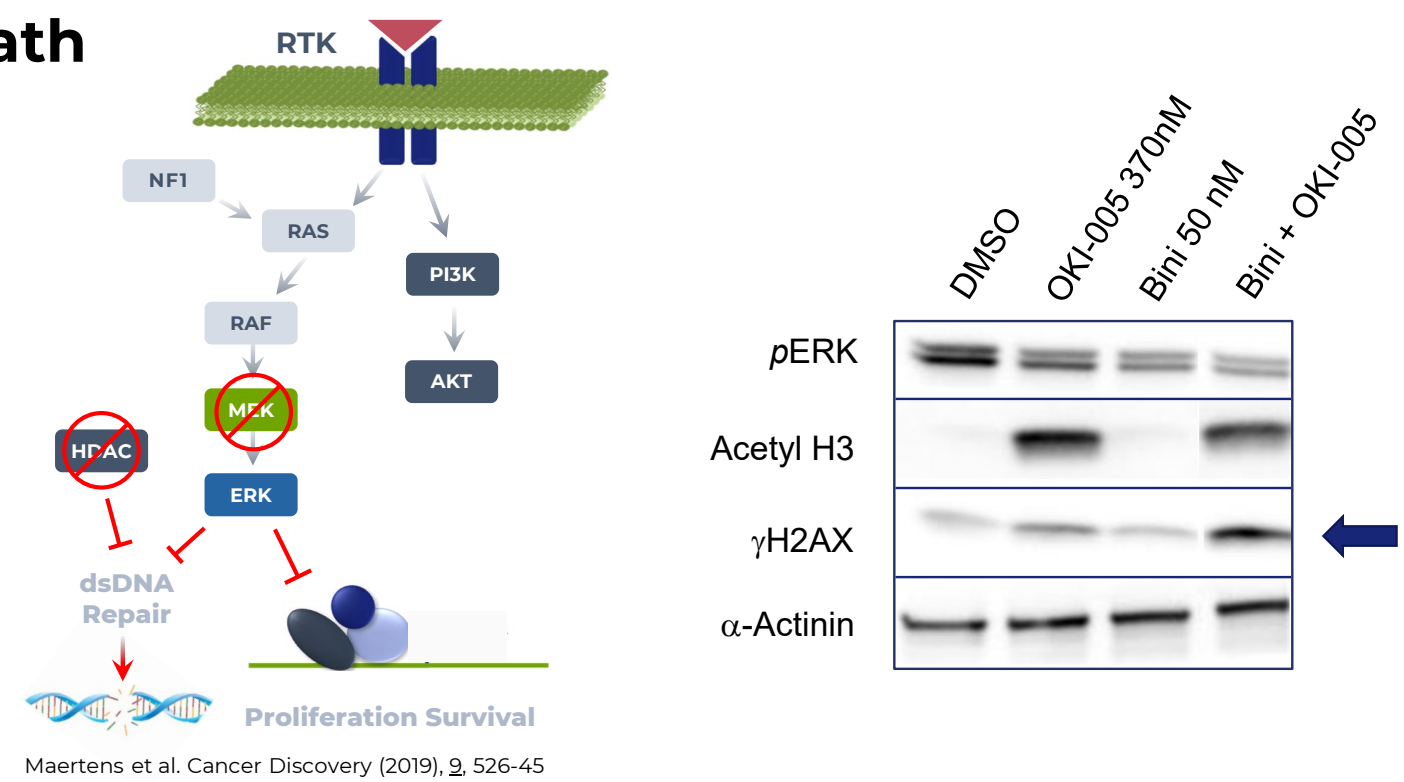 ath
RTK
NF1
RAS
PI3K
RAF
AKT
MEK
HDAC
ERK
dsDNA
Repair
Proliferation Survival
Maertens et al. Cancer Discovery (2019), 9, 526-45
DMSO
OKI-005 370nM
Bini 50 nM
Bini + OKI-005
pERK
Acetyl H3
γH2AX
α-Actinin